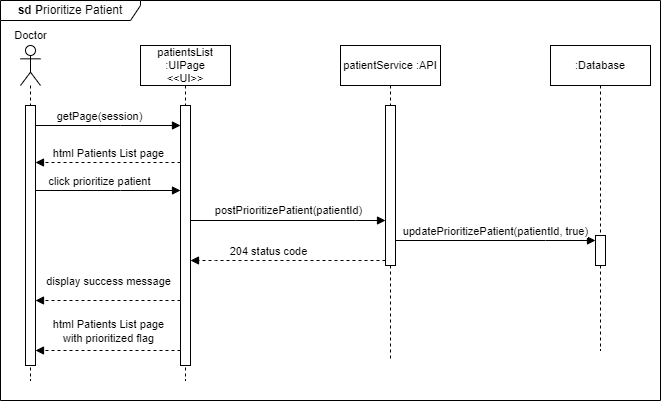 sd Prioritize Patient
Doctor
patientsList
:UIPage
<<UI>>
patientService :API
:Database
getPage(session)
html Patients List page
click prioritize patient
postPrioritizePatient(patientId)
updatePrioritizePatient(patientId, true)
204 status code
display success message
html Patients List page
with prioritized flag